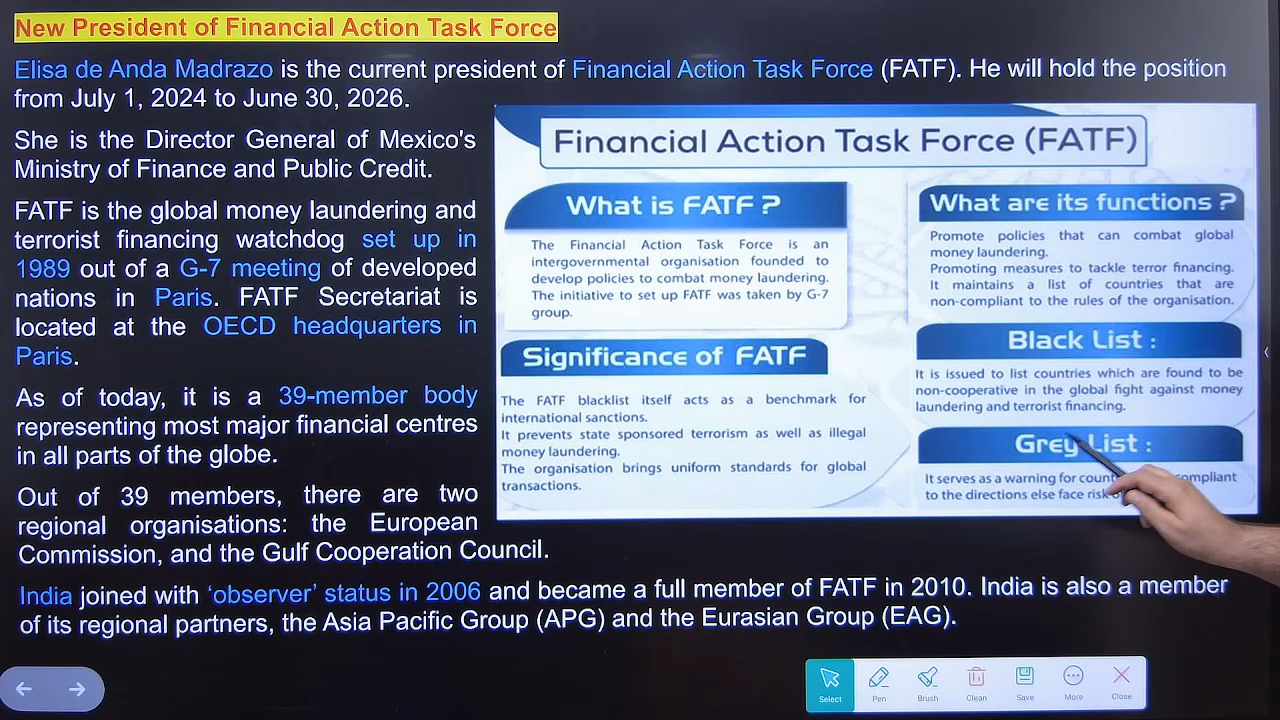 New President of Financial Action Task Force
Elisa de Anda Madrazo is the current president of Financial Action Task Force (FATF). He will hold the position
from July 1, 2024 to June 30, 2026.
She is the Director General of Mexico's
Ministry of Finance and Public Credit.
FATF is the global money laundering and
terrorist financing watchdog set up in
1989 out of a G-7 meeting of developed
nations in Paris. FATF Secretariat is
located at the OECD headquarters in
Paris.
As of today, it is a 39-member body
representing most major financial centres
in all parts of the globe.
Out of 39 members, there are two
regional organisations: the European
Commission, and the Gulf Cooperation Council.
India joined with ‘observer’ status in 2006 and became a full member of FATF in 2010. India is also a member
of its regional partners, the Asia Pacific Group (APG) and the Eurasian Group (EAG).
Financial Action Task Force (FATF)
What is FATF ?
The Financial Action Task Force is an
intergovernmental organisation founded to
develop policies to combat money laundering.
The initiative to set up FATF was taken by G-7
group.
Significance of FATF
The FATF blacklist itself acts as a benchmark for
international sanctions.
It prevents state sponsored terrorism as well as illegal
money laundering.
The organisation brings uniform standards for global
transactions.
What are its functions ?
Promote policies that can combat global
money laundering.
Promoting measures to tackle terror financing.
It maintains a list of countries that are
non-compliant to the rules of the organisation.
Black List :
It is issued to list countries which are found to be
non-cooperative in the global fight against money
laundering and terrorist financing.
Grey List :
It serves as a warning for compliant
to the directions else face risk
Select
Pen
Brush
Clean
Save
More
Close